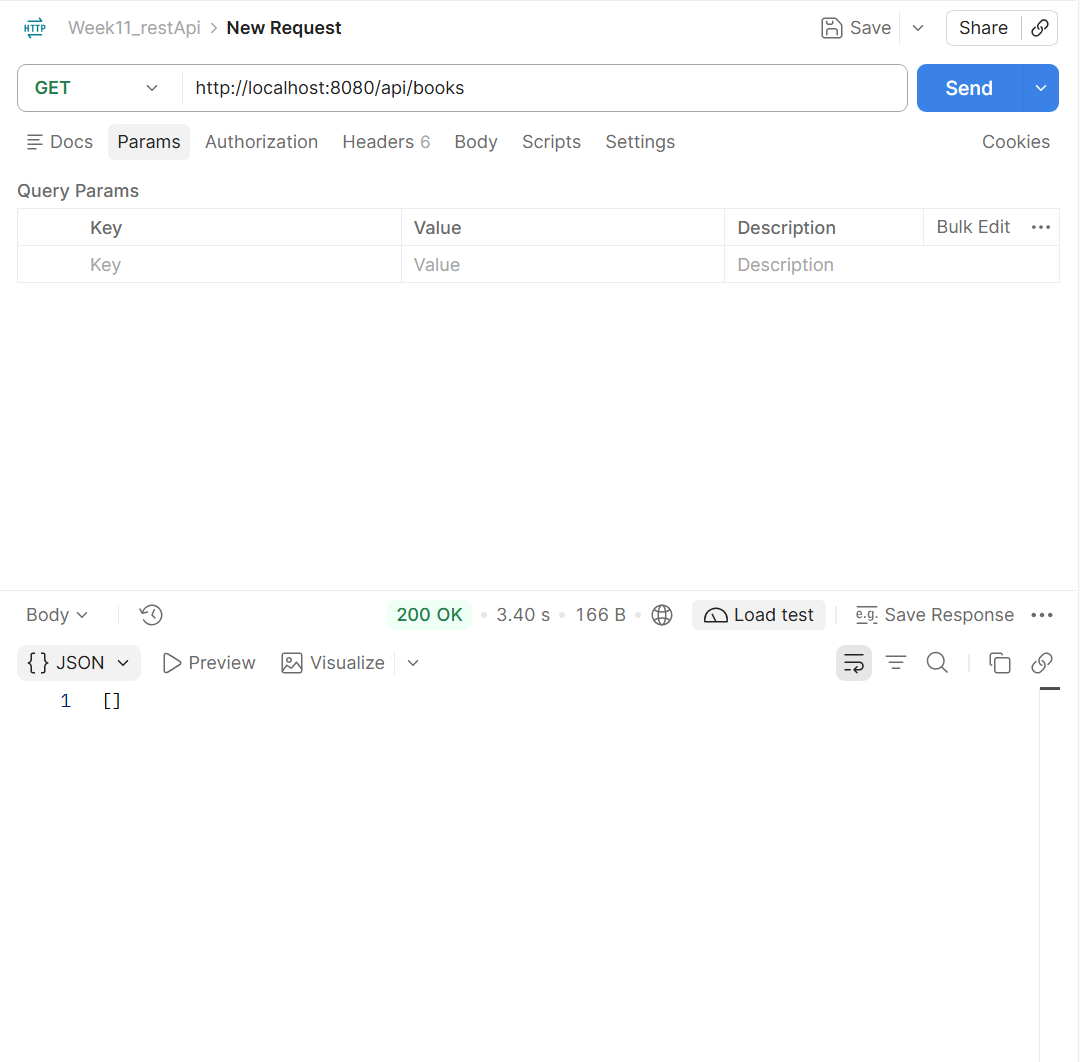 HTTP Week11_restApi > New Request Save Share
GET http://localhost:8080/api/books Send
Docs Params Authorization Headers 6 Body Scripts Settings Cookies
Query Params
Key Value Description Bulk Edit
Key Value Description
Body 200 OK 3.40 s 166 B Load test e.g. Save Response
{} JSON Preview Visualize
1 []